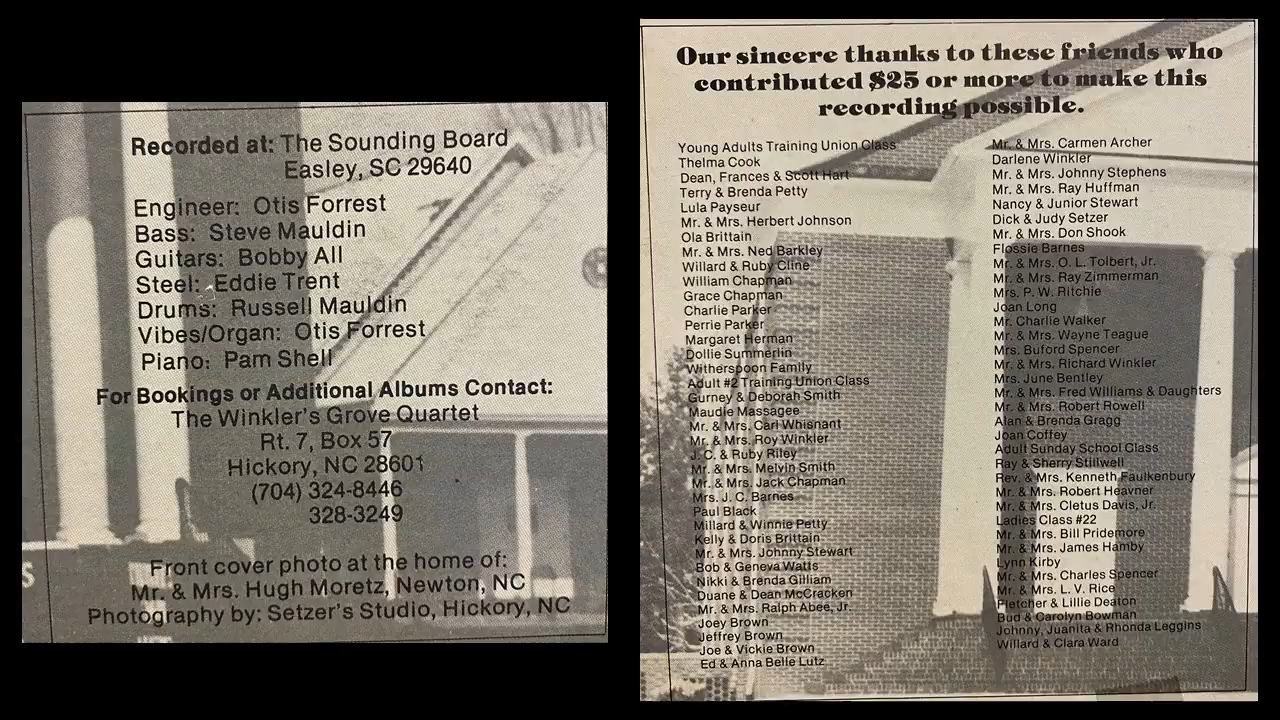 Recorded at: The Sounding Board
Easley, SC 29640
Engineer: Otis Forrest
Bass: Steve Mauldin
Guitars: Bobby All
Steel: Eddie Trent
Drums: Russell Mauldin
Vibes/Organ: Otis Forrest
Piano: Pam Shell
For Bookings or Additional Albums Contact:
The Winkler's Grove Quartet
Rt. 7, Box 57
Hickory, NC 28601
(704) 324-8446
328-3249
Front cover photo at the home of:
Mr. & Mrs. Hugh Moretz, Newton, NC
Photography by: Setzer's Studio, Hickory, NC
Our sincere thanks to these friends who
contributed $25 or more to make this
recording possible.
Young Adults Training Union Class
Thelma Cook
Dean, Frances & Scott Hart
Terry & Brenda Petty
Lula Payseur
Mr. & Mrs. Herbert Johnson
Ola Brittain
Mr. & Mrs. Ned Barkley
Willard & Ruby Cline
William Chapman
Grace Chapman
Charlie Parker
Perrie Parker
Margaret Herman
Dollie Summerlin
Witherspoon Family
Adult #2 Training Union Class
Gurney & Deborah Smith
Maudie Massagee
Mr. & Mrs. Carl Whisnant
Mr. & Mrs. Roy Winkler
J. C. & Ruby Riley
Mr. & Mrs. Melvin Smith
Mr. & Mrs. Jack Chapman
Mrs. J. C. Barnes
Paul Black
Millard & Winnie Petty
Kelly & Doris Brittain
Mr. & Mrs. Johnny Stewart
Bob & Geneva Watts
Nikki & Brenda Gilliam
Duane & Dean McCracken
Mr. & Mrs. Ralph Abee, Jr.
Joey Brown
Jeffrey Brown
Joe & Vickie Brown
Ed & Anna Belle Lutz
Mr. & Mrs. Carmen Archer
Darlene Winkler
Mr. & Mrs. Johnny Stephens
Mr. & Mrs. Ray Huffman
Nancy & Junior Stewart
Dick & Judy Setzer
Mr. & Mrs. Don Shook
Flossie Barnes
Mr. & Mrs. O. L. Tolbert, Jr.
Mr. & Mrs. Ray Zimmerman
Mrs. P. W. Ritchie
Joan Long
Mr. Charlie Walker
Mr. & Mrs. Wayne Teague
Mrs. Buford Spencer
Mr. & Mrs. Richard Winkler
Mrs. June Bentley
Mr. & Mrs. Fred Williams & Daughters
Mr. & Mrs. Robert Rowell
Alan & Brenda Gragg
Joan Coffey
Adult Sunday School Class
Ray & Sherry Stillwell
Rev. & Mrs. Kenneth Faulkenbury
Mr. & Mrs. Robert Heavner
Mr. & Mrs. Cletus Davis, Jr.
Ladies Class #22
Mr. & Mrs. Bill Pridemore
Mr. & Mrs. James Hamby
Lynn Kirby
Mr. & Mrs. Charles Spencer
Mr. & Mrs. L. V. Rice
Fletcher & Lillie Deaton
Bud & Carolyn Bowman
Johnny, Juanita & Rhonda Leggins
Willard & Clara Ward